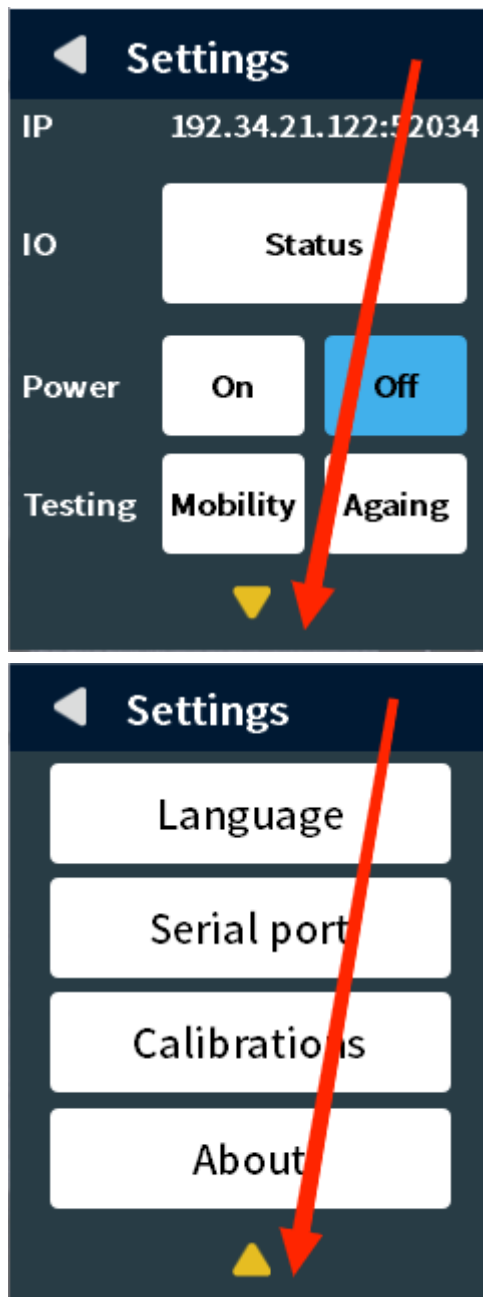 Settings
IP 192.34.21.122:52034
IO Status
Power On Off
Testing Mobility Againg
Settings
Language
Serial port
Calibrations
About